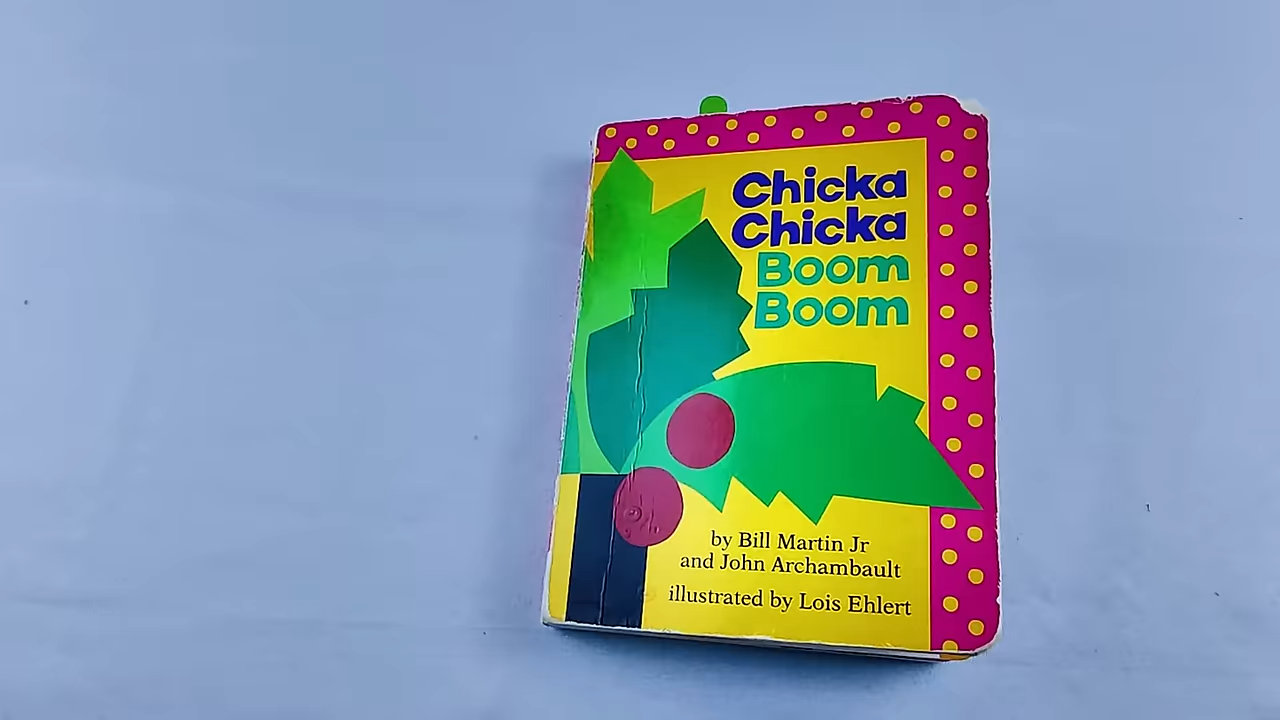 Chicka
Chicka
Boom
Boom
by Bill Martin Jr
and John Archambault
illustrated by Lois Ehlert